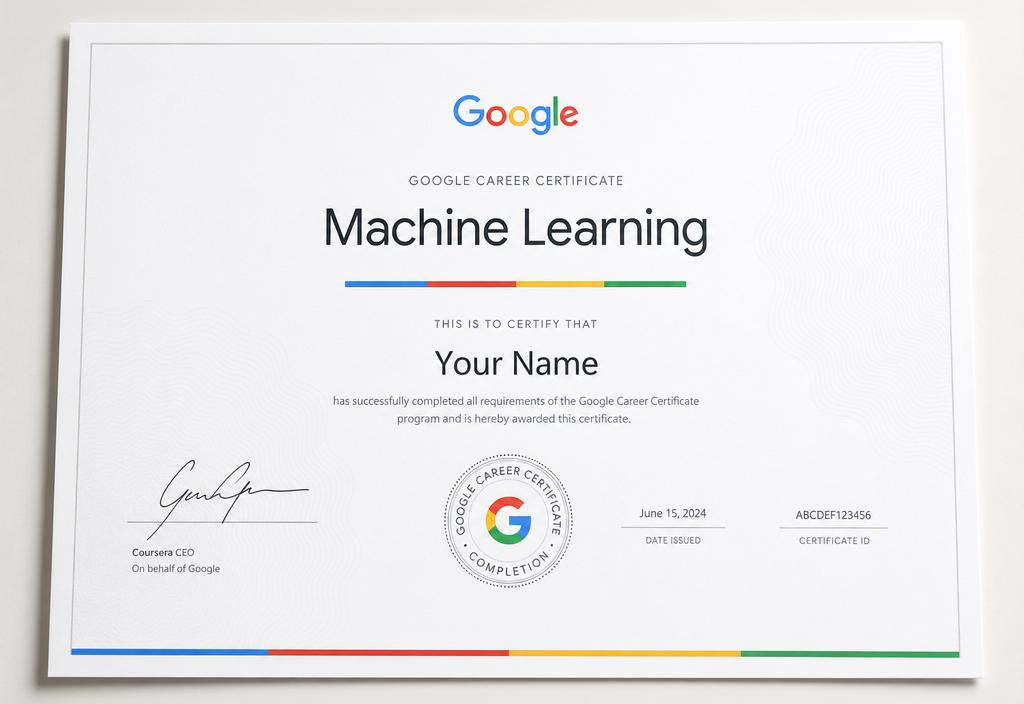 Google
GOOGLE CAREER CERTIFICATE
Machine Learning
THIS IS TO CERTIFY THAT
Your Name
has successfully completed all requirements of the Google Career Certificate
program and is hereby awarded this certificate.
GOOGLE CAREER CERTIFICATE
G
• COMPLETION •
Coursera CEO
On behalf of Google
June 15, 2024
DATE ISSUED
ABCDEF123456
CERTIFICATE ID